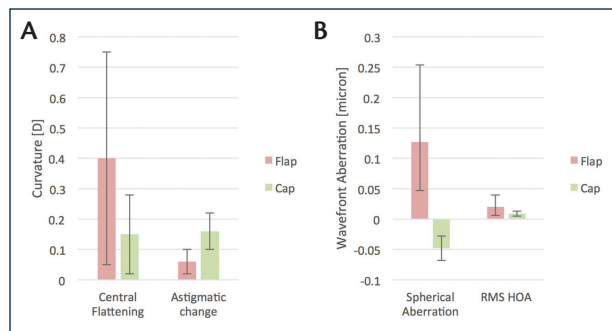 A
0.8
0.7
0.6
0.5
0.4
0.3
0.2
0.1
0
Curvature [D]
Central
Flattening
Astigmatic
change
Flap
Cap
B
0.3
0.25
0.2
0.15
0.1
0.05
0
-0.05
-0.1
Wavefront Aberration [micron]
Spherical
Aberration
RMS HOA
Flap
Cap